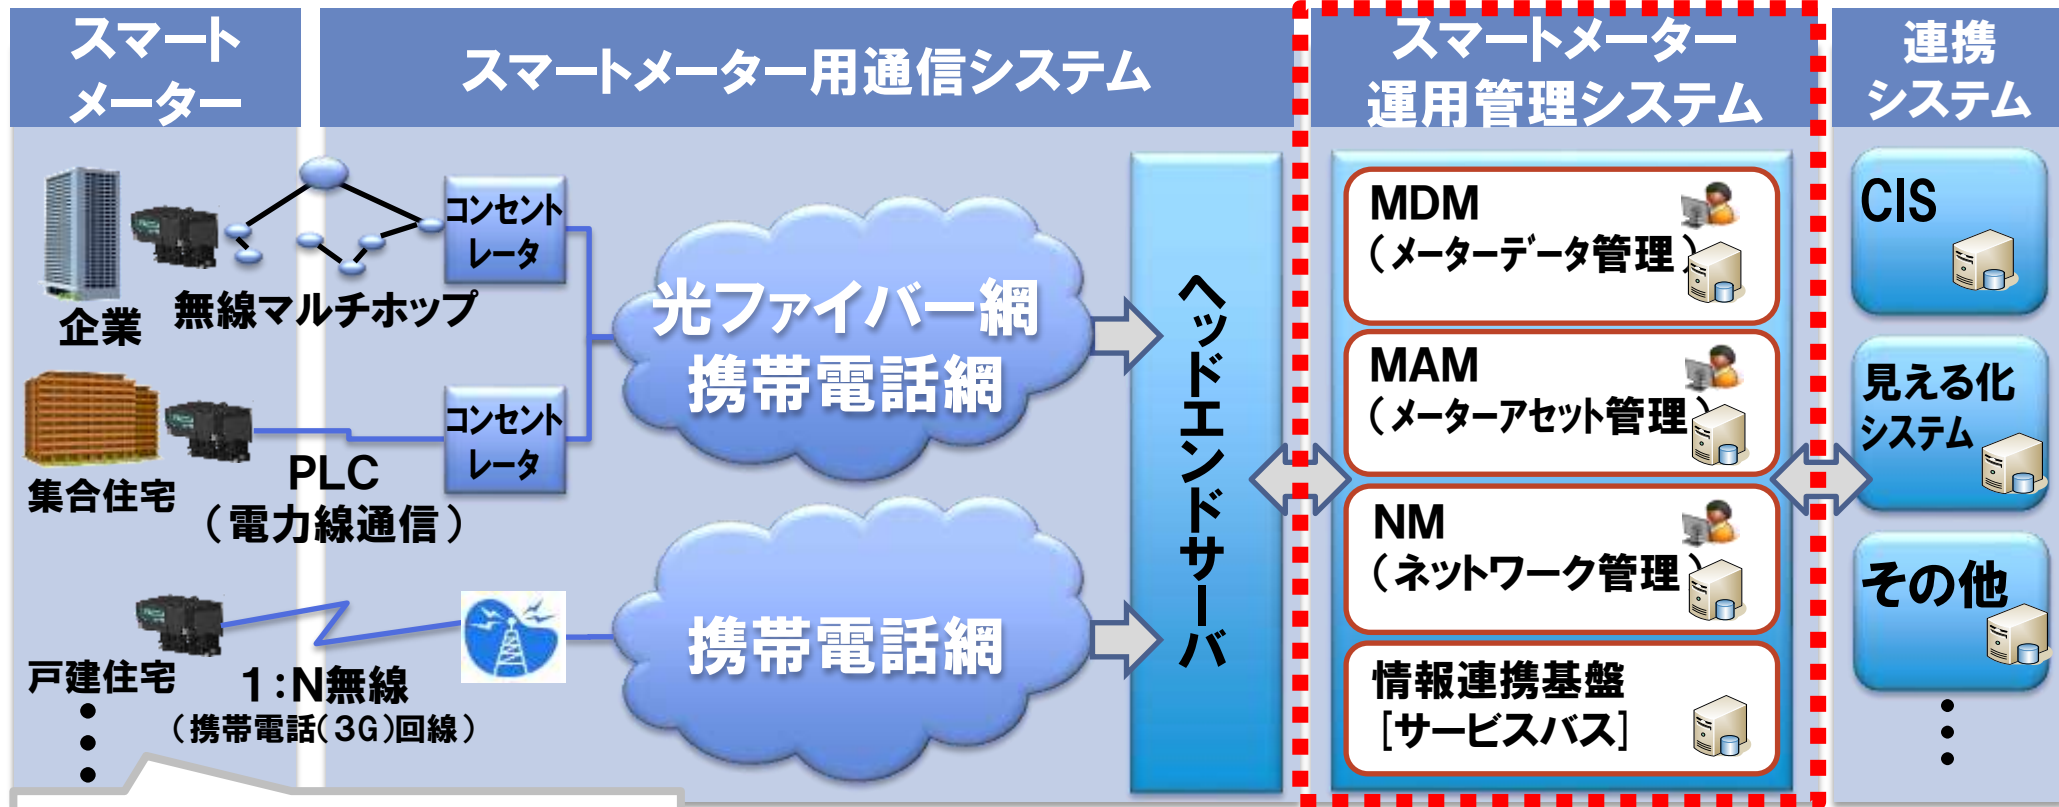 スマート
メーター
スマートメーター用通信システム
スマートメーター
運用管理システム
連携
システム
企業
無線マルチホップ
コンセント
レータ
集合住宅
PLC
（電力線通信）
コンセント
レータ
戸建住宅
1：N無線
（携帯電話（3G）回線）
光ファイバー網
携帯電話網
携帯電話網
ヘッドエンドサーバ
MDM
（メーターデータ管理）
MAM
（メーターアセット管理）
NM
（ネットワーク管理）
情報連携基盤
[サービスバス]
CIS
見える化
システム
その他